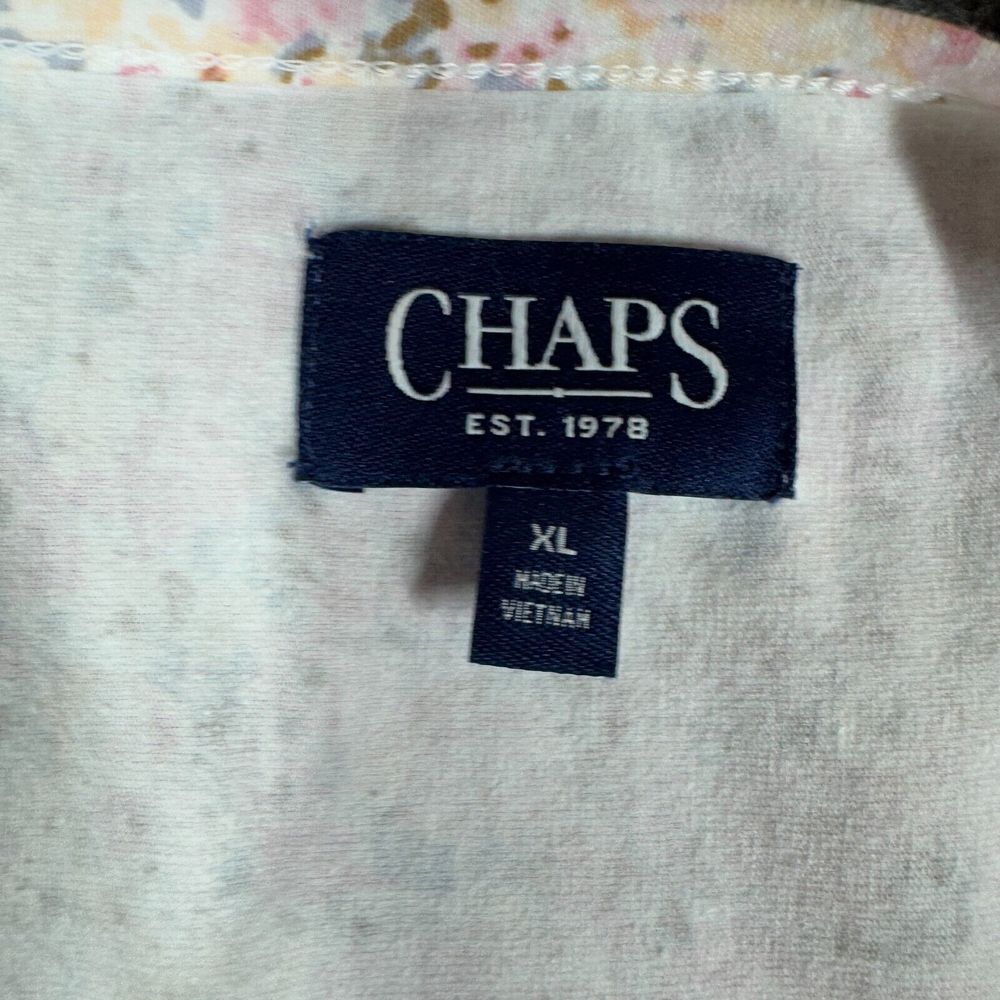 CHAPS
EST. 1978
XL
MADE IN
VIETNAM